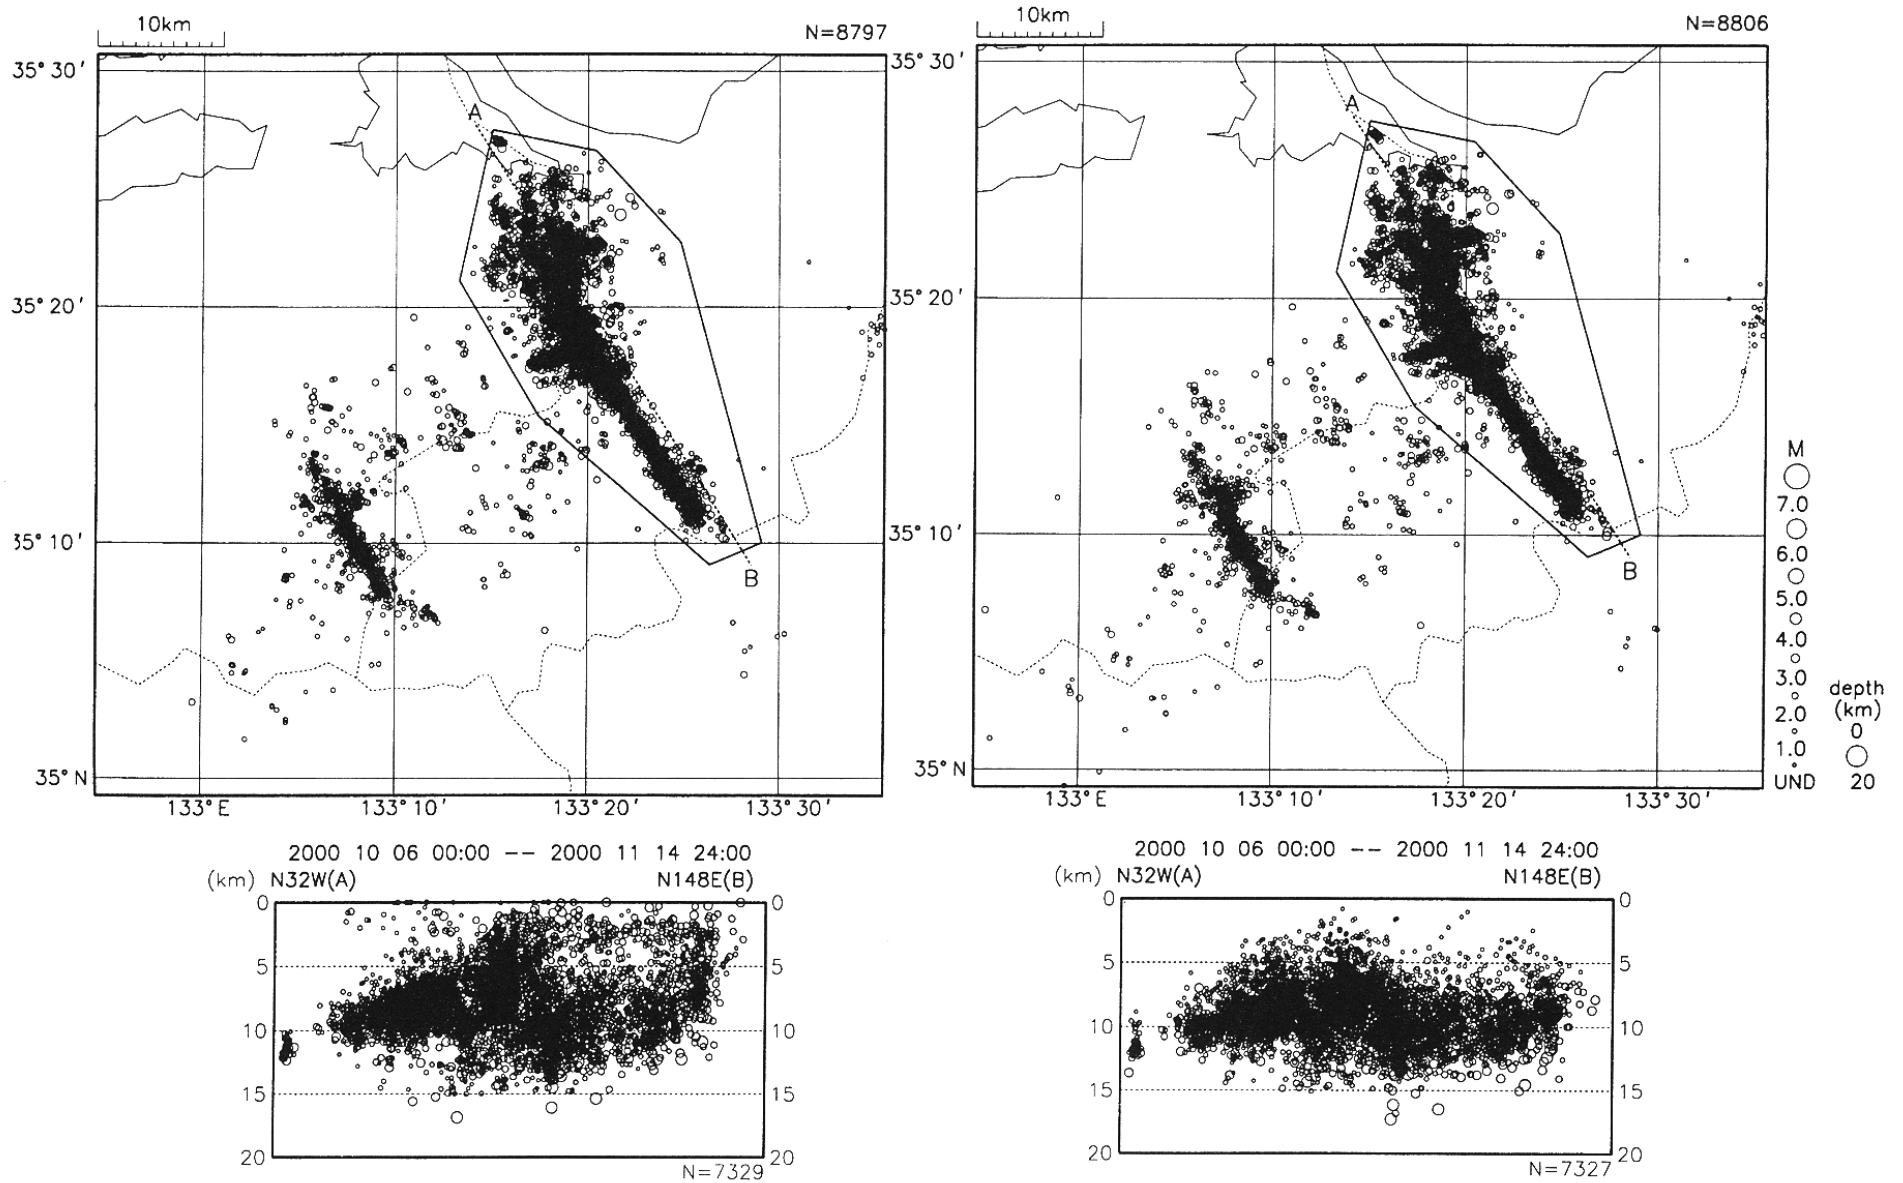 10km
N=8797
35°30′
A
35°20′
35°10′
B
35°N
133°E
133°10′
133°20′
133°30′
10km
N=8806
35°30′
A
35°20′
35°10′
B
35°N
133°E
133°10′
133°20′
133°30′
M
7.0
6.0
5.0
4.0
3.0
2.0
1.0
UND
depth
(km)
0
20
2000 10 06 00:00 -- 2000 11 14 24:00
(km) N32W(A) N148E(B)
0 0
5 5
10 10
15 15
20 20
N=7329
2000 10 06 00:00 -- 2000 11 14 24:00
(km) N32W(A) N148E(B)
0 0
5 5
10 10
15 15
20 20
N=7327